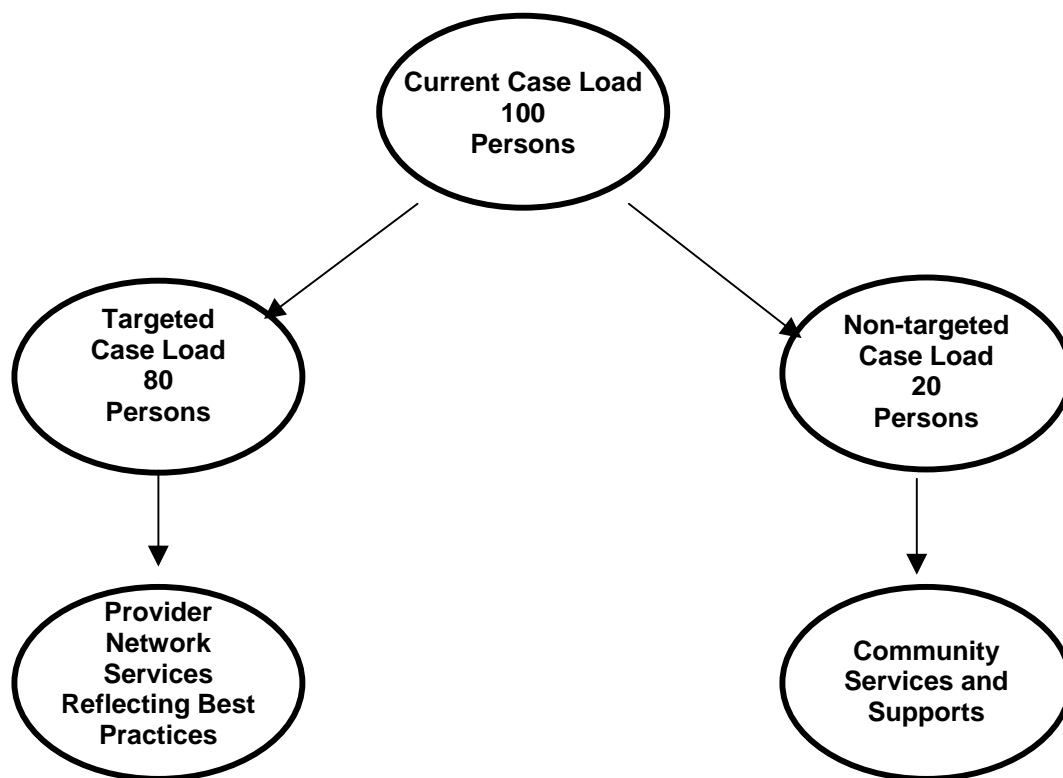 Current Case Load
100
Persons
Targeted
Case Load
80
Persons
Non-targeted
Case Load
20
Persons
Provider
Network
Services
Reflecting Best
Practices
Community
Services and
Supports